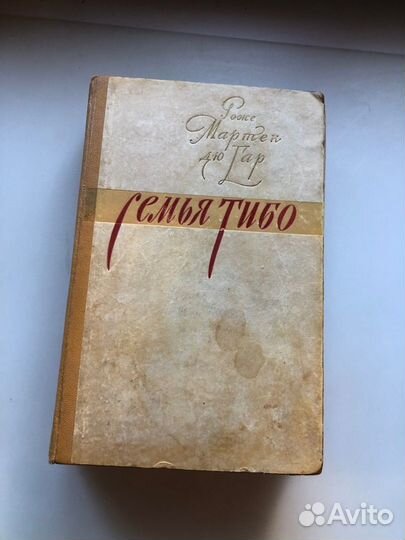 Роже
Мартен
дю Гар
Семья Тибо
Avito